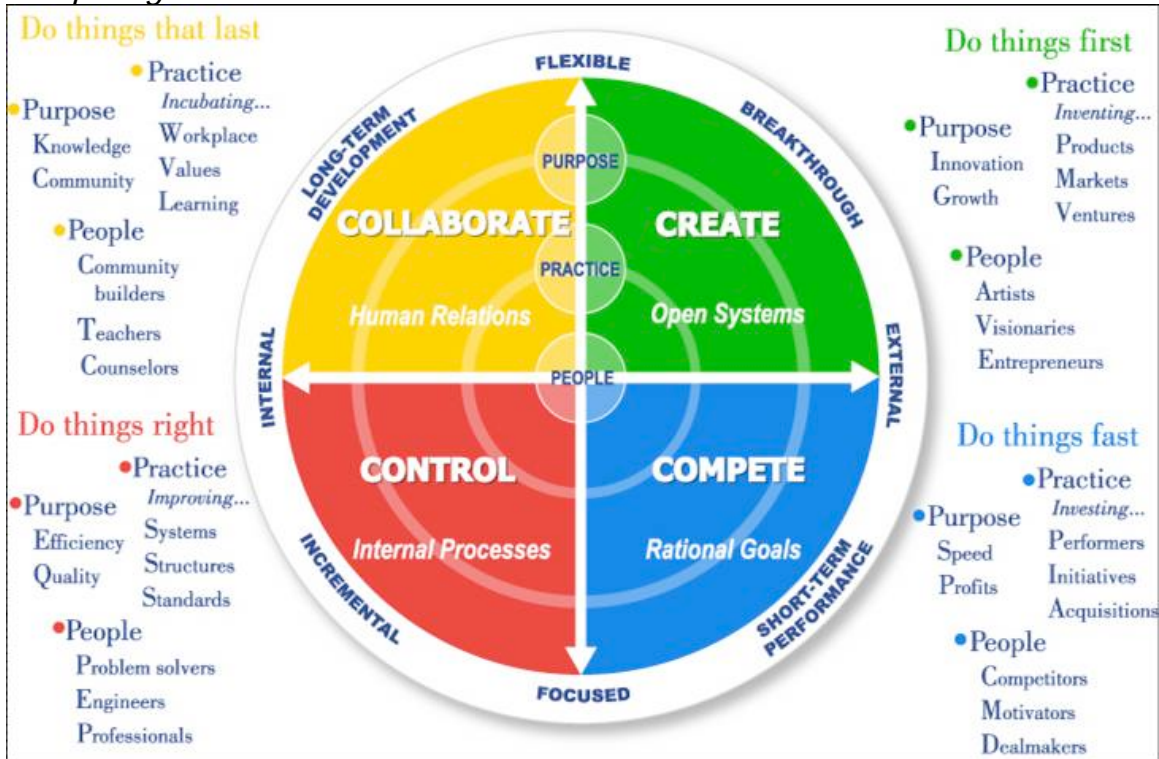 Do things that last
Practice
Incubating...
Workplace
Values
Learning
Purpose
Knowledge
Community
People
Community
builders
Teachers
Counselors
Do things right
Practice
Improving...
Systems
Structures
Standards
Purpose
Efficiency
Quality
People
Problem solvers
Engineers
Professionals
FLEXIBLE
LONG-TERM
DEVELOPMENT
BREAKTHROUGH
PURPOSE
COLLABORATE
CREATE
PRACTICE
Human Relations
Open Systems
INTERNAL
PEOPLE
EXTERNAL
CONTROL
COMPETE
Internal Processes
Rational Goals
INCREMENTAL
SHORT-TERM
PERFORMANCE
FOCUSED
Do things first
Practice
Inventing...
Products
Markets
Ventures
Purpose
Innovation
Growth
People
Artists
Visionaries
Entrepreneurs
Do things fast
Practice
Investing...
Performers
Initiatives
Acquisitions
Purpose
Speed
Profits
People
Competitors
Motivators
Dealmakers